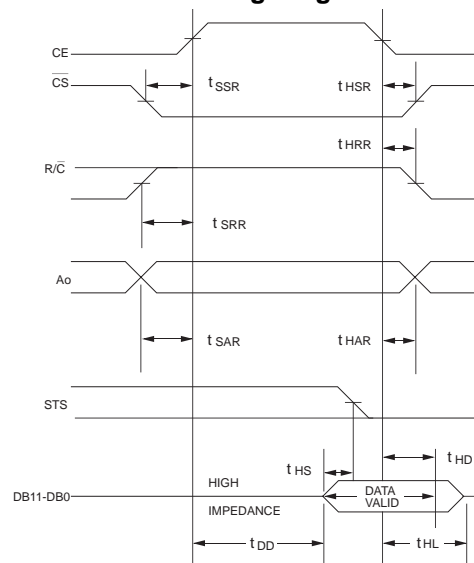 CE
C̅S̅
t SSR
t HSR
t HRR
R/C̅
t SRR
Ao
t SAR
t HAR
STS
t HS
t HD
HIGH
DATA
VALID
DB11-DB0
IMPEDANCE
t DD
t HL